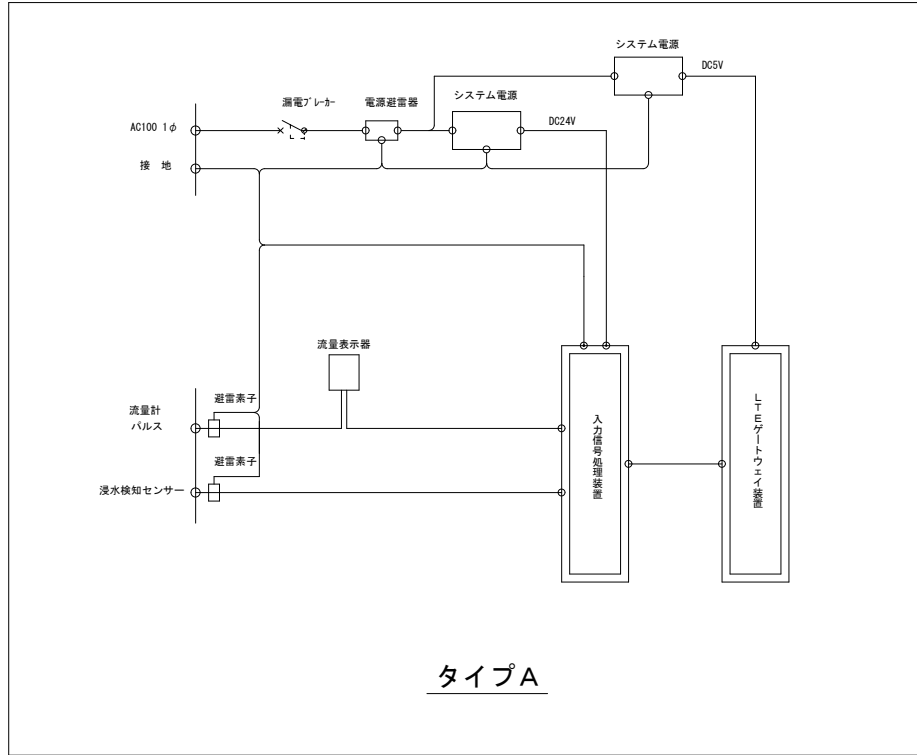 システム電源
DC5V
漏電ﾌﾞﾚｰｶｰ
電源避雷器
システム電源
AC100 1φ
DC24V
接　地
流量表示器
避雷素子
流量計
パルス
避雷素子
浸水検知センサー
入力信号処理装置
ＬＴＥゲートウェイ装置
タイプＡ